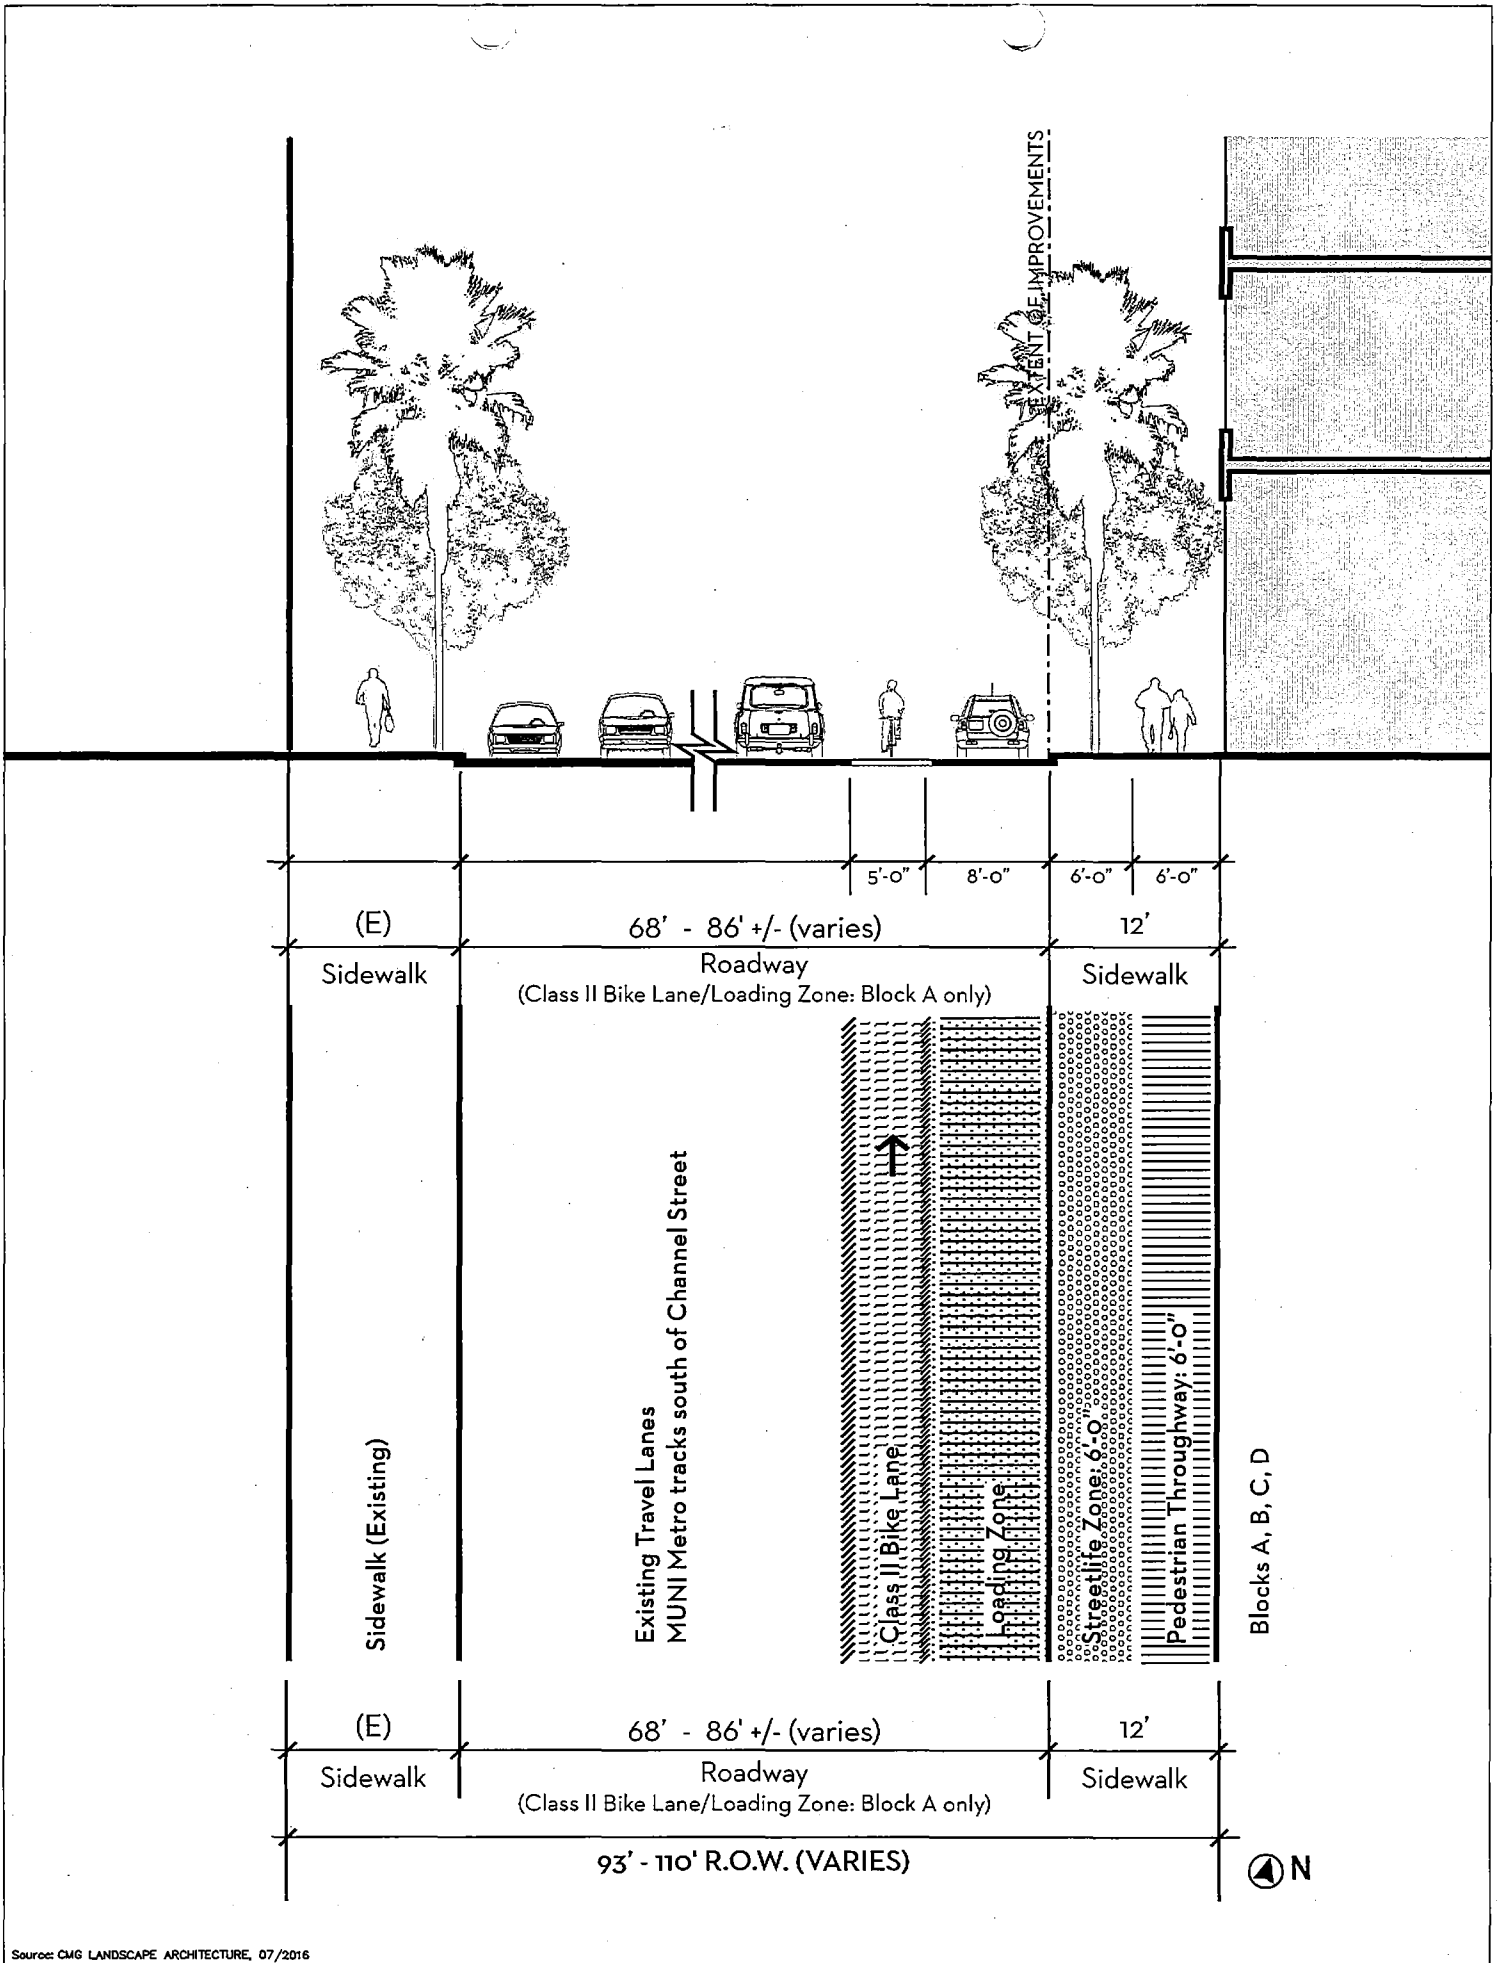 EXTENT OF IMPROVEMENTS
5'-0" 8'-0" 6'-0" 6'-0"
(E) 68' - 86' +/- (varies) 12'
Sidewalk Roadway Sidewalk
(Class II Bike Lane/Loading Zone: Block A only)
Sidewalk (Existing)
Existing Travel Lanes
MUNI Metro tracks south of Channel Street
Class II Bike Lane
Loading Zone
Streetlife Zone: 6'-0"
Pedestrian Throughway: 6'-0"
Blocks A, B, C, D
(E) 68' - 86' +/- (varies) 12'
Sidewalk Roadway Sidewalk
(Class II Bike Lane/Loading Zone: Block A only)
93' - 110' R.O.W. (VARIES)
N
Source: CMG LANDSCAPE ARCHITECTURE, 07/2016